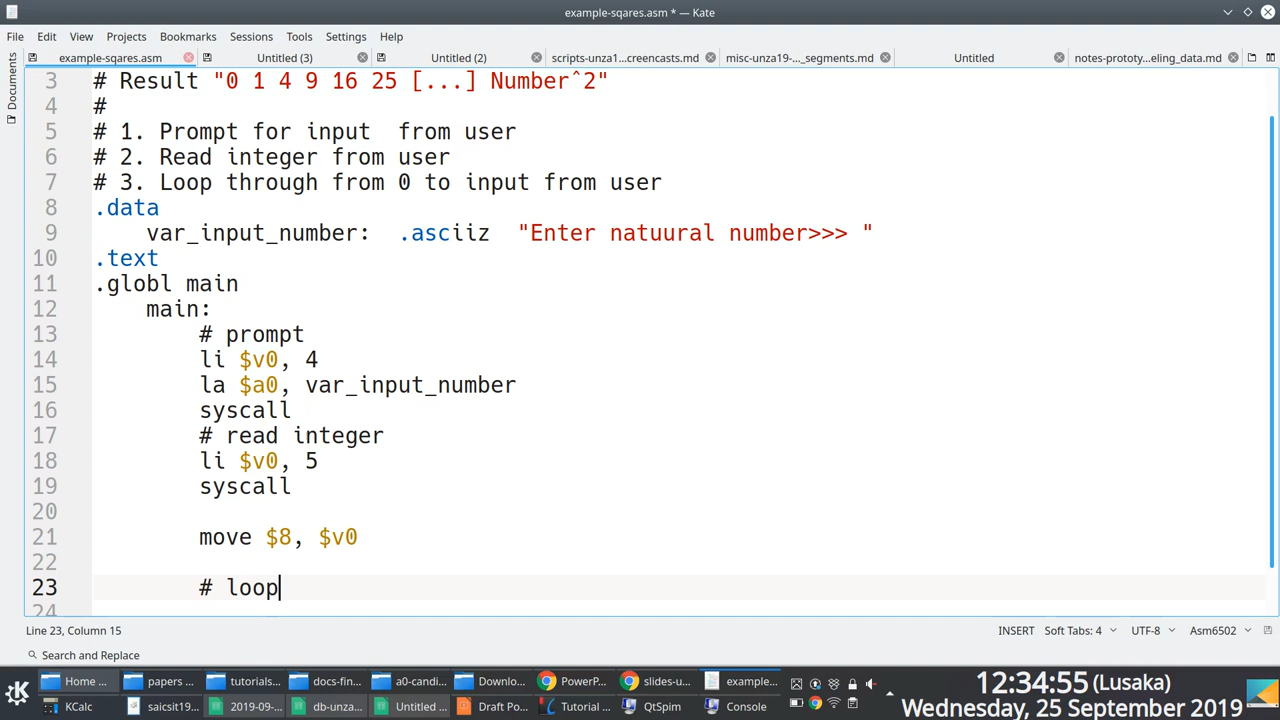 example-sqares.asm * — Kate
File Edit View Projects Bookmarks Sessions Tools Settings Help
example-sqares.asm Untitled (3) Untitled (2) scripts-unza1...creencasts.md misc-unza19-..._segments.md Untitled notes-prototy...eling_data.md
Documents
3 # Result "0 1 4 9 16 25 [...] Number^2"
4 #
5 # 1. Prompt for input  from user
6 # 2. Read integer from user
7 # 3. Loop through from 0 to input from user
8 .data
9 var_input_number:  .asciiz  "Enter natuural number>>> "
10 .text
11 .globl main
12 main:
13 # prompt
14 li $v0, 4
15 la $a0, var_input_number
16 syscall
17 # read integer
18 li $v0, 5
19 syscall
20
21 move $8, $v0
22
23 # loop
24
Line 23, Column 15 INSERT Soft Tabs: 4 UTF-8 Asm6502
Search and Replace
Home ... papers ... tutorials... docs-fin... a0-candi... Downlo... PowerP... slides-u... example... 12:34:55 (Lusaka)
KCalc saicsit19... 2019-09-... db-unza... Untitled ... Draft Po... Tutorial ... QtSpim Console Wednesday, 25 September 2019